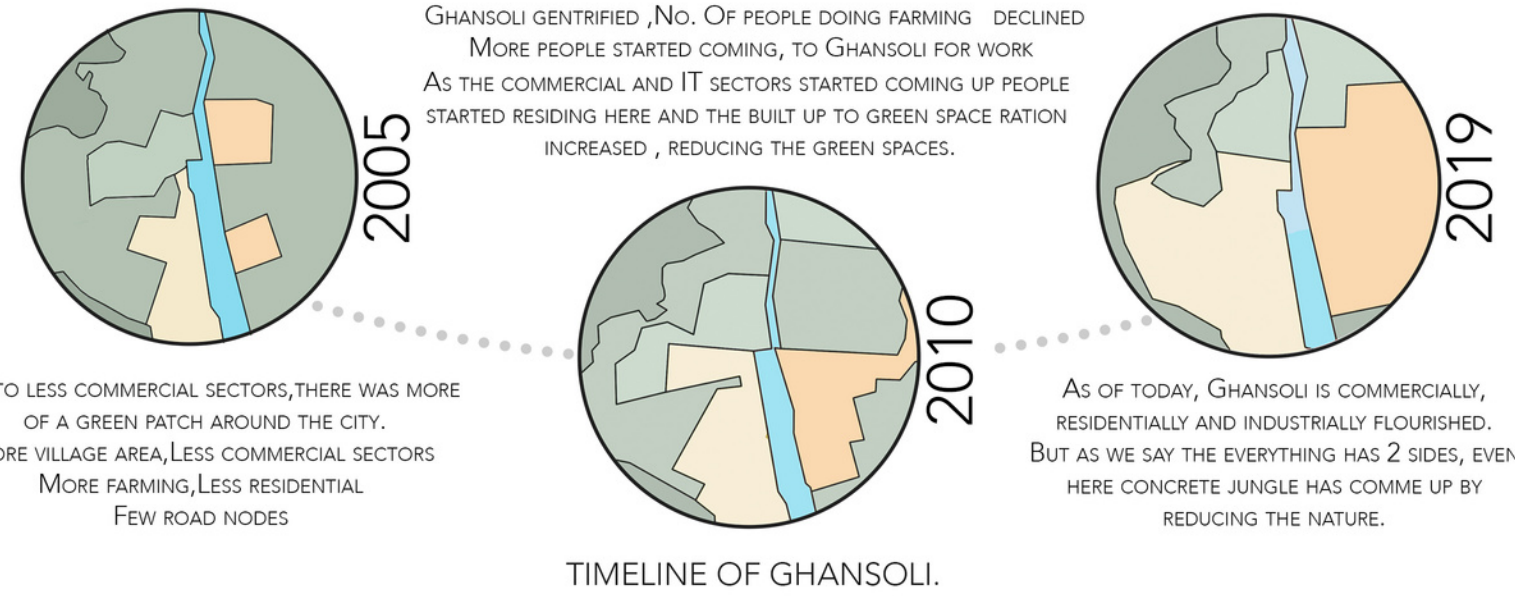 Ghansoli gentrified ,No. Of people doing farming declined
More people started coming, to Ghansoli for work
As the commercial and IT sectors started coming up people
started residing here and the built up to green space ration
increased , reducing the green spaces.
2005
2010
2019
to less commercial sectors,there was more
of a green patch around the city.
village area,Less commercial sectors
More farming,Less residential
Few road nodes
As of today, Ghansoli is commercially,
residentially and industrially flourished.
But as we say the everything has 2 sides, even
here concrete jungle has comme up by
reducing the nature.
TIMELINE OF GHANSOLI.